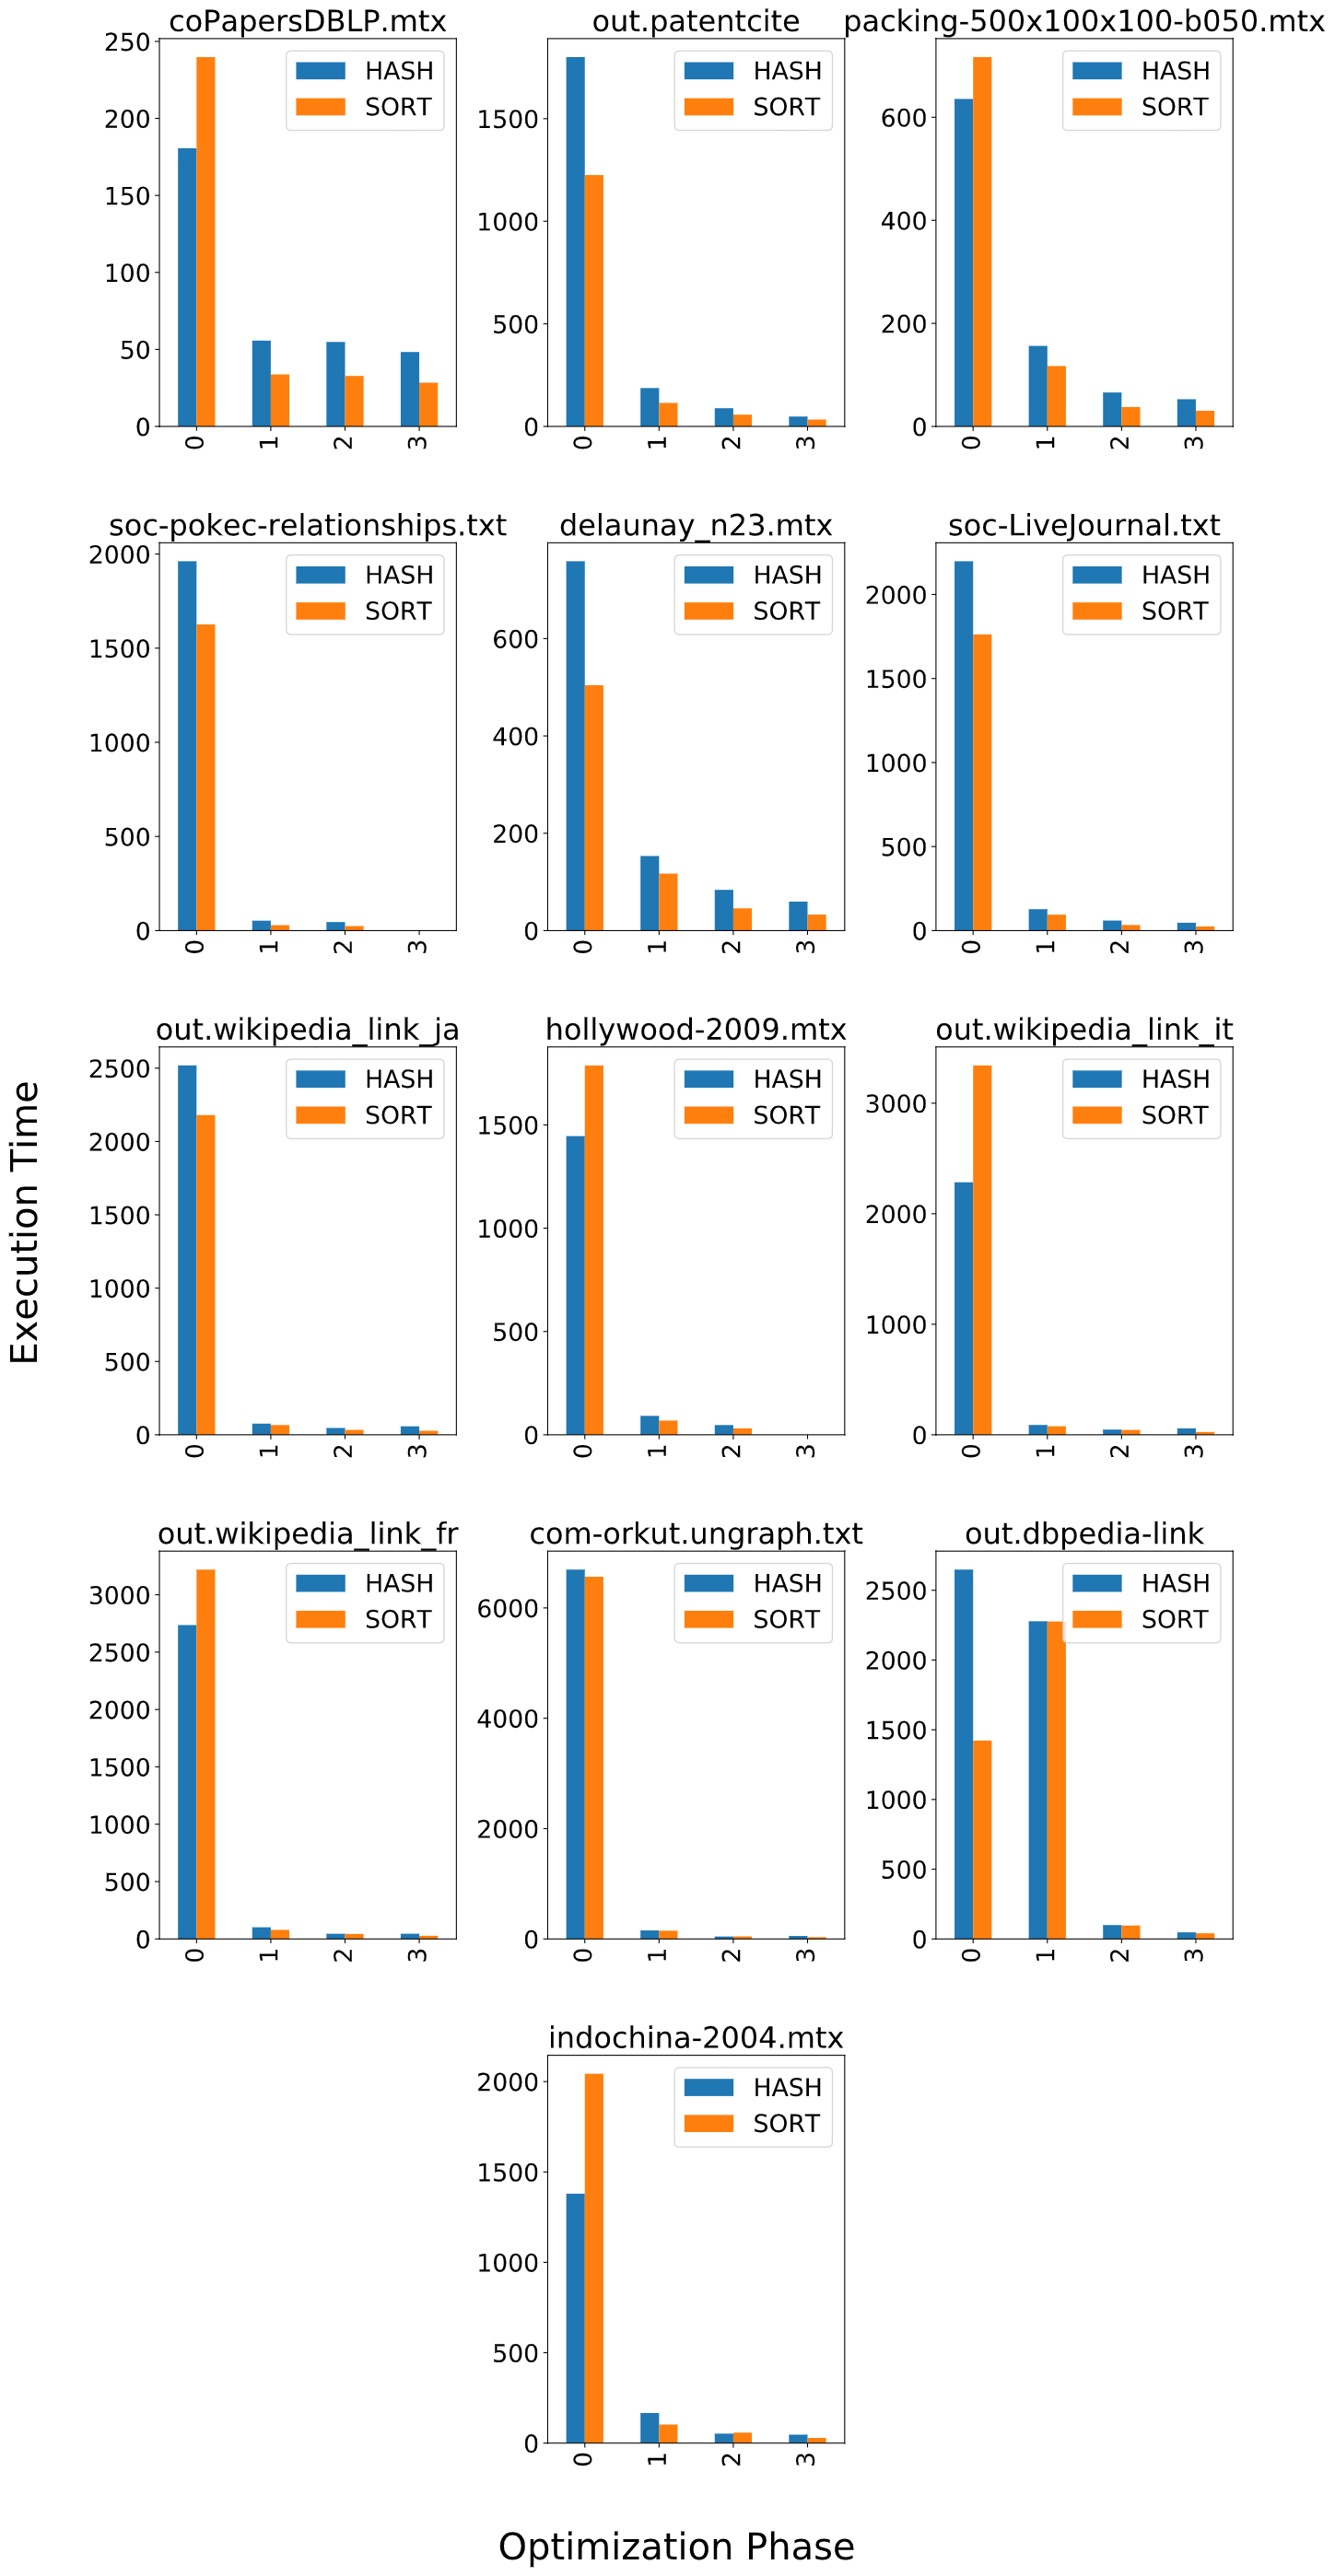 coPapersDBLP.mtx
250
200
150
100
50
0
HASH
SORT
0 1 2 3
out.patentcite
1500
1000
500
0
HASH
SORT
0 1 2 3
packing-500x100x100-b050.mtx
600
400
200
0
HASH
SORT
0 1 2 3
soc-pokec-relationships.txt
2000
1500
1000
500
0
HASH
SORT
0 1 2 3
delaunay_n23.mtx
600
400
200
0
HASH
SORT
0 1 2 3
soc-LiveJournal.txt
2000
1500
1000
500
0
HASH
SORT
0 1 2 3
Execution Time
out.wikipedia_link_ja
2500
2000
1500
1000
500
0
HASH
SORT
0 1 2 3
hollywood-2009.mtx
1500
1000
500
0
HASH
SORT
0 1 2 3
out.wikipedia_link_it
3000
2000
1000
0
HASH
SORT
0 1 2 3
out.wikipedia_link_fr
3000
2500
2000
1500
1000
500
0
HASH
SORT
0 1 2 3
com-orkut.ungraph.txt
6000
4000
2000
0
HASH
SORT
0 1 2 3
out.dbpedia-link
2500
2000
1500
1000
500
0
HASH
SORT
0 1 2 3
indochina-2004.mtx
2000
1500
1000
500
0
HASH
SORT
0 1 2 3
Optimization Phase